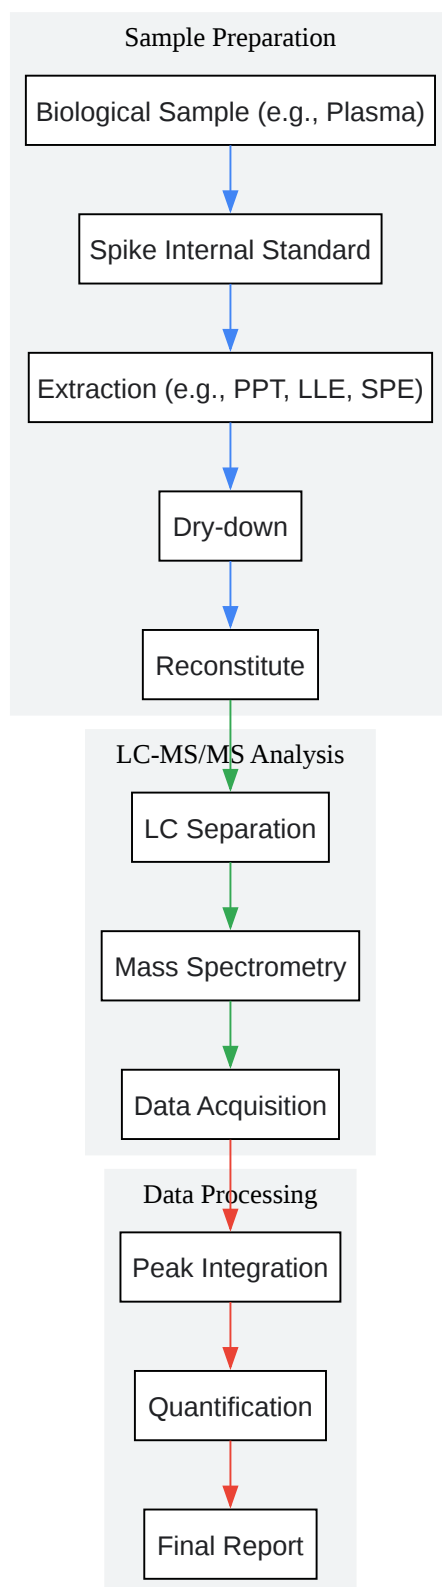 Sample Preparation
Biological Sample (e.g., Plasma)
Spike Internal Standard
Extraction (e.g., PPT, LLE, SPE)
Dry-down
Reconstitute
LC-MS/MS Analysis
LC Separation
Mass Spectrometry
Data Acquisition
Data Processing
Peak Integration
Quantification
Final Report